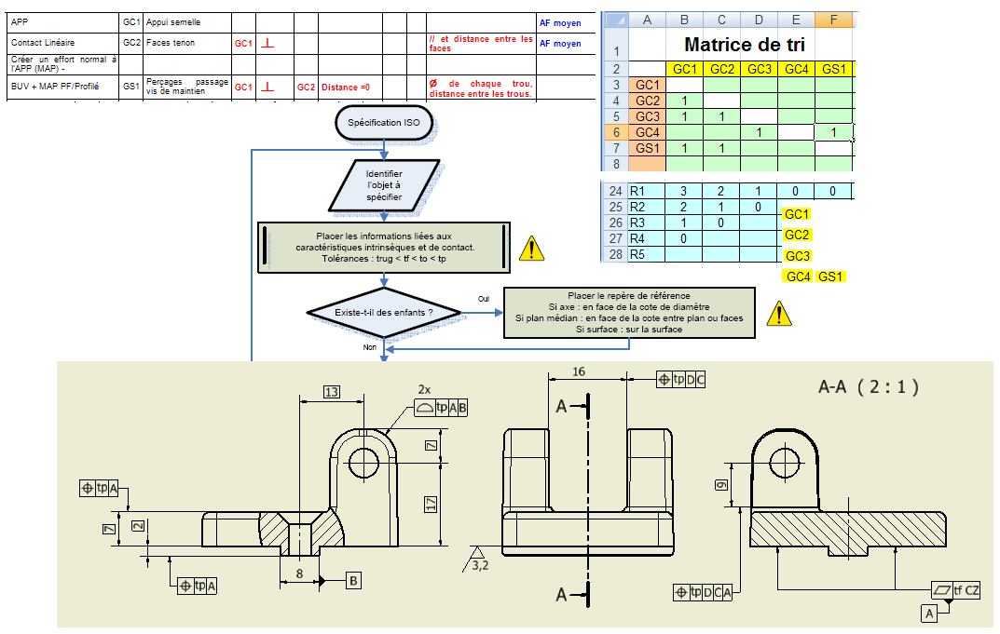 APP GC1 Appui semelle AF moyen
Contact Linéaire GC2 Faces tenon GC1 ⊥ // et distance entre les faces AF moyen
Créer un effort normal à l'APP (MAP) -
BUV + MAP PF/Profilé GS1 Perçages passage vis de maintien GC1 ⊥ GC2 Distance =0 Ø de chaque trou, distance entre les trous.
A B C D E F
1 Matrice de tri
2 GC1 GC2 GC3 GC4 GS1
3 GC1
4 GC2 1
5 GC3 1 1
6 GC4 1 1
7 GS1 1 1
8
24 R1 3 2 1 0 0
25 R2 2 1 0
26 R3 1 0
27 R4 0
28 R5
GC1
GC2
GC3
GC4 GS1
Spécification ISO
Identifier
l'objet à
spécifier
Placer les informations liées aux
caractéristiques intrinsèques et de contact.
Tolérances : trug < tf < to < tp
Existe-t-il des enfants ?
Oui
Non
Placer le repère de référence
Si axe : en face de la cote de diamètre
Si plan médian : en face de la cote entre plan ou faces
Si surface : sur la surface
13
2x
⌓ tp A B
7
17
⌖ tp A
7
2
⌖ tp A
8
B
16
⌖ tp D C
A
A
3,2
A-A ( 2 : 1 )
9
⌖ tp D C A
⏥ tf CZ
A